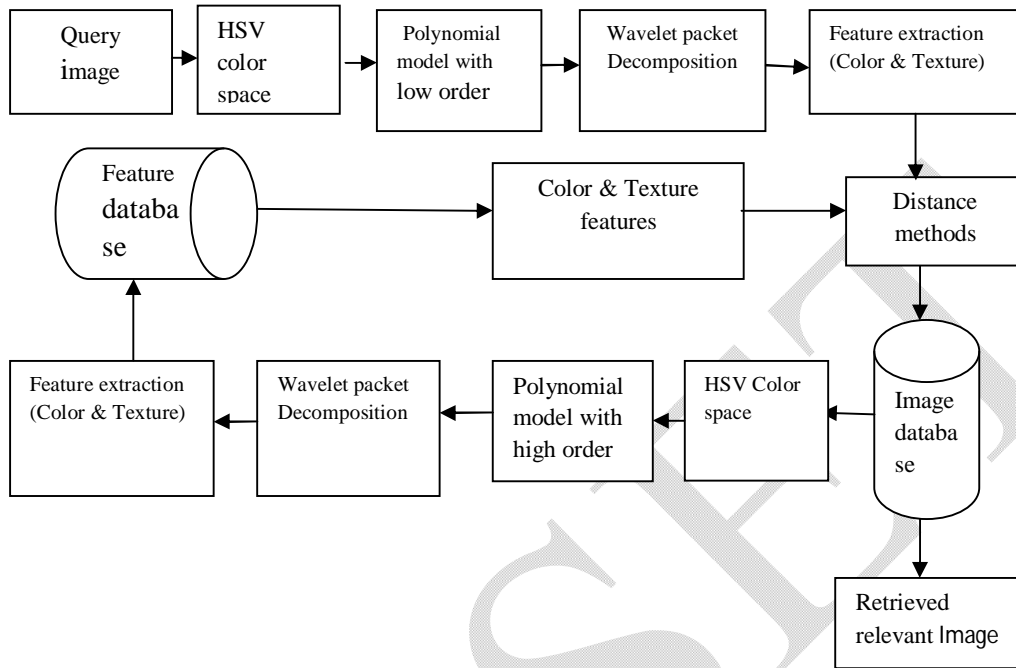 Query
image
HSV
color
space
Polynomial
model with
low order
Wavelet packet
Decomposition
Feature extraction
(Color & Texture)
Feature
databa
se
Color & Texture
features
Distance
methods
Feature extraction
(Color & Texture)
Wavelet packet
Decomposition
Polynomial
model with
high order
HSV Color
space
Image
databa
se
Retrieved
relevant Image